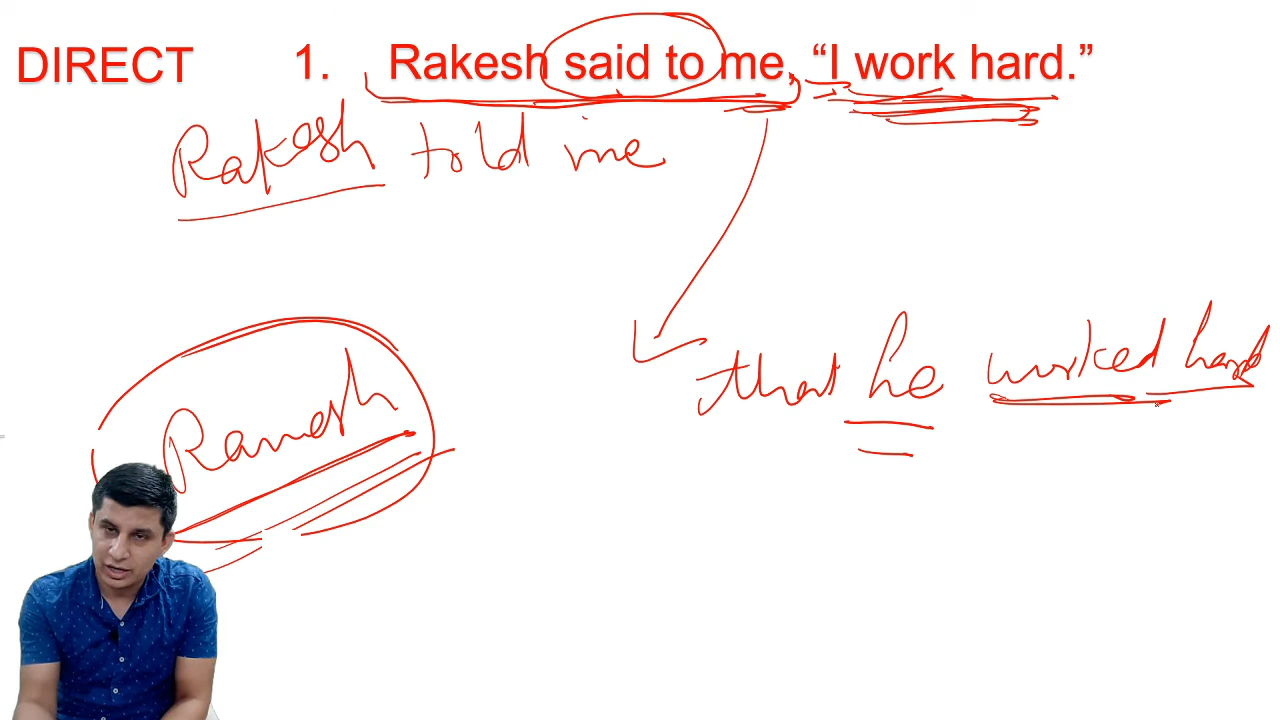 DIRECT 1. Rakesh said to me, “I work hard.”
Rakesh told me
that he worked hard
Ramesh